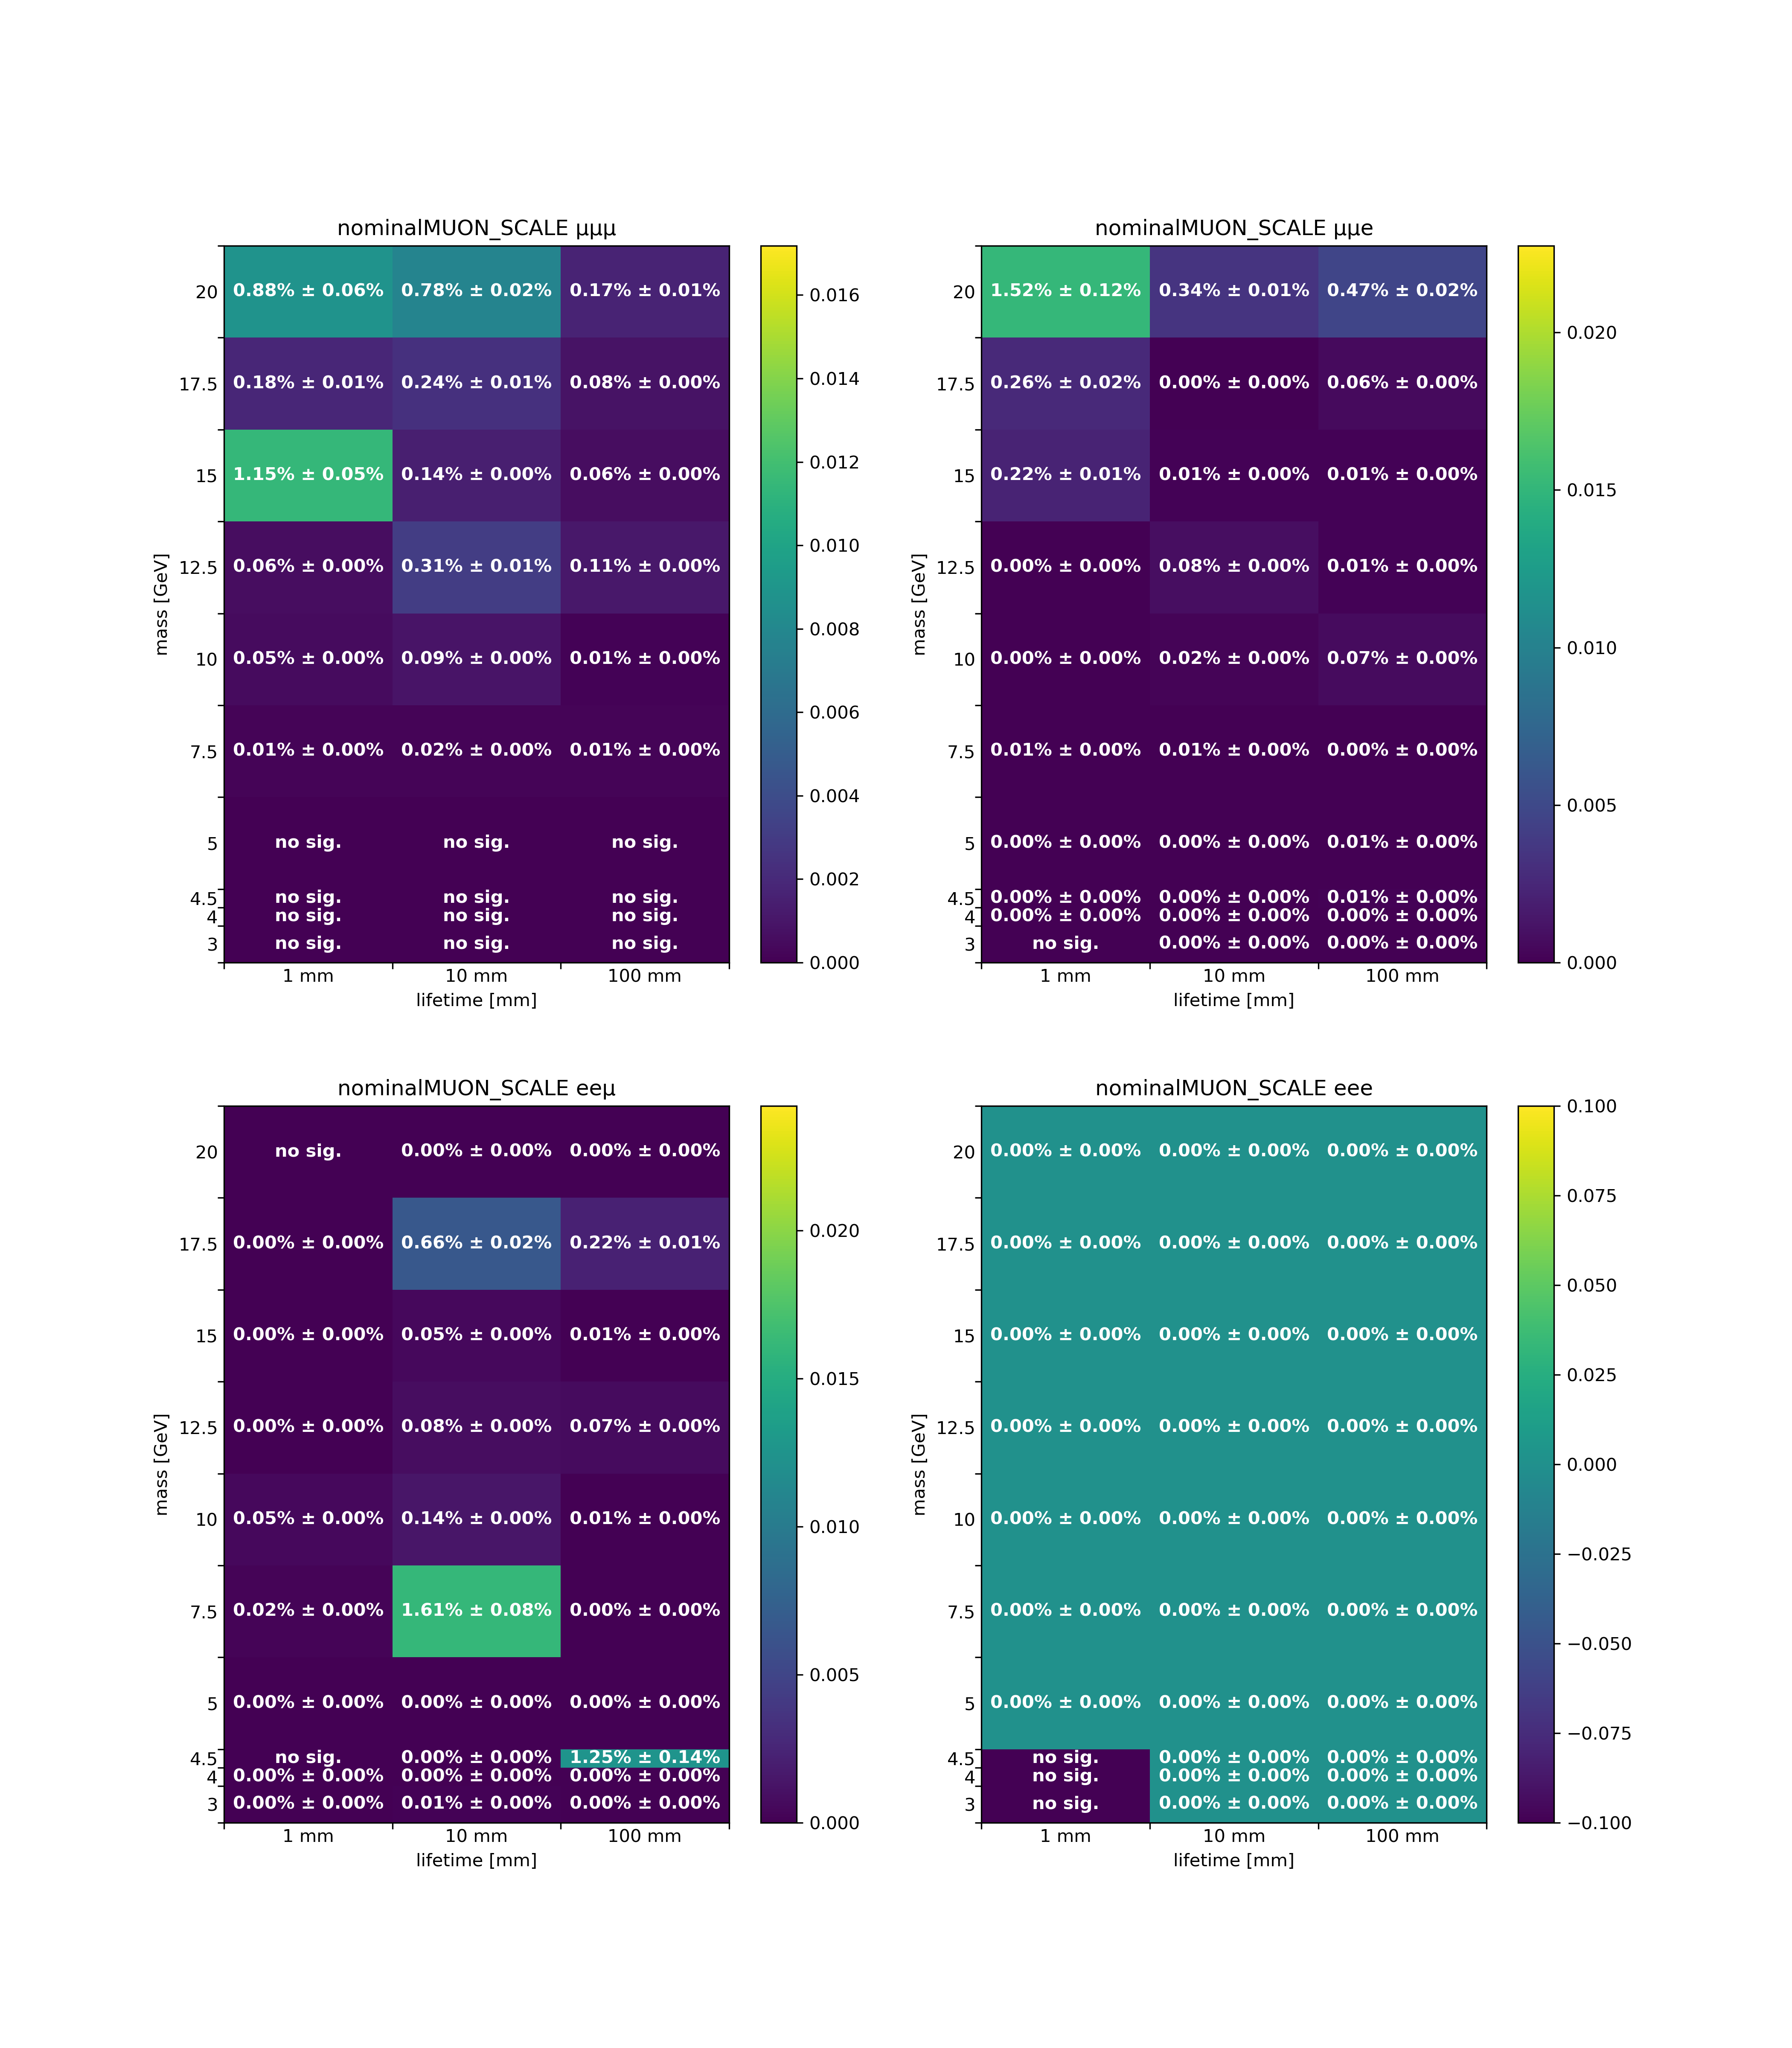 nominalMUON_SCALE μμμ
20
0.88% ± 0.06% 0.78% ± 0.02% 0.17% ± 0.01%
17.5
0.18% ± 0.01% 0.24% ± 0.01% 0.08% ± 0.00%
15
1.15% ± 0.05% 0.14% ± 0.00% 0.06% ± 0.00%
12.5
0.06% ± 0.00% 0.31% ± 0.01% 0.11% ± 0.00%
10
0.05% ± 0.00% 0.09% ± 0.00% 0.01% ± 0.00%
7.5
0.01% ± 0.00% 0.02% ± 0.00% 0.01% ± 0.00%
5
no sig. no sig. no sig.
4.5
no sig. no sig. no sig.
4
no sig. no sig. no sig.
3
no sig. no sig. no sig.
1 mm 10 mm 100 mm
lifetime [mm]
mass [GeV]
0.016
0.014
0.012
0.010
0.008
0.006
0.004
0.002
0.000
nominalMUON_SCALE μμe
20
1.52% ± 0.12% 0.34% ± 0.01% 0.47% ± 0.02%
17.5
0.26% ± 0.02% 0.00% ± 0.00% 0.06% ± 0.00%
15
0.22% ± 0.01% 0.01% ± 0.00% 0.01% ± 0.00%
12.5
0.00% ± 0.00% 0.08% ± 0.00% 0.01% ± 0.00%
10
0.00% ± 0.00% 0.02% ± 0.00% 0.07% ± 0.00%
7.5
0.01% ± 0.00% 0.01% ± 0.00% 0.00% ± 0.00%
5
0.00% ± 0.00% 0.00% ± 0.00% 0.01% ± 0.00%
4.5
0.00% ± 0.00% 0.00% ± 0.00% 0.01% ± 0.00%
4
0.00% ± 0.00% 0.00% ± 0.00% 0.00% ± 0.00%
3
no sig. 0.00% ± 0.00% 0.00% ± 0.00%
1 mm 10 mm 100 mm
lifetime [mm]
mass [GeV]
0.020
0.015
0.010
0.005
0.000
nominalMUON_SCALE eeμ
20
no sig. 0.00% ± 0.00% 0.00% ± 0.00%
17.5
0.00% ± 0.00% 0.66% ± 0.02% 0.22% ± 0.01%
15
0.00% ± 0.00% 0.05% ± 0.00% 0.01% ± 0.00%
12.5
0.00% ± 0.00% 0.08% ± 0.00% 0.07% ± 0.00%
10
0.05% ± 0.00% 0.14% ± 0.00% 0.01% ± 0.00%
7.5
0.02% ± 0.00% 1.61% ± 0.08% 0.00% ± 0.00%
5
0.00% ± 0.00% 0.00% ± 0.00% 0.00% ± 0.00%
4.5
no sig. 0.00% ± 0.00% 1.25% ± 0.14%
4
0.00% ± 0.00% 0.00% ± 0.00% 0.00% ± 0.00%
3
0.00% ± 0.00% 0.01% ± 0.00% 0.00% ± 0.00%
1 mm 10 mm 100 mm
lifetime [mm]
mass [GeV]
0.020
0.015
0.010
0.005
0.000
nominalMUON_SCALE eee
20
0.00% ± 0.00% 0.00% ± 0.00% 0.00% ± 0.00%
17.5
0.00% ± 0.00% 0.00% ± 0.00% 0.00% ± 0.00%
15
0.00% ± 0.00% 0.00% ± 0.00% 0.00% ± 0.00%
12.5
0.00% ± 0.00% 0.00% ± 0.00% 0.00% ± 0.00%
10
0.00% ± 0.00% 0.00% ± 0.00% 0.00% ± 0.00%
7.5
0.00% ± 0.00% 0.00% ± 0.00% 0.00% ± 0.00%
5
0.00% ± 0.00% 0.00% ± 0.00% 0.00% ± 0.00%
4.5
no sig. 0.00% ± 0.00% 0.00% ± 0.00%
4
no sig. 0.00% ± 0.00% 0.00% ± 0.00%
3
no sig. 0.00% ± 0.00% 0.00% ± 0.00%
1 mm 10 mm 100 mm
lifetime [mm]
mass [GeV]
0.100
0.075
0.050
0.025
0.000
−0.025
−0.050
−0.075
−0.100